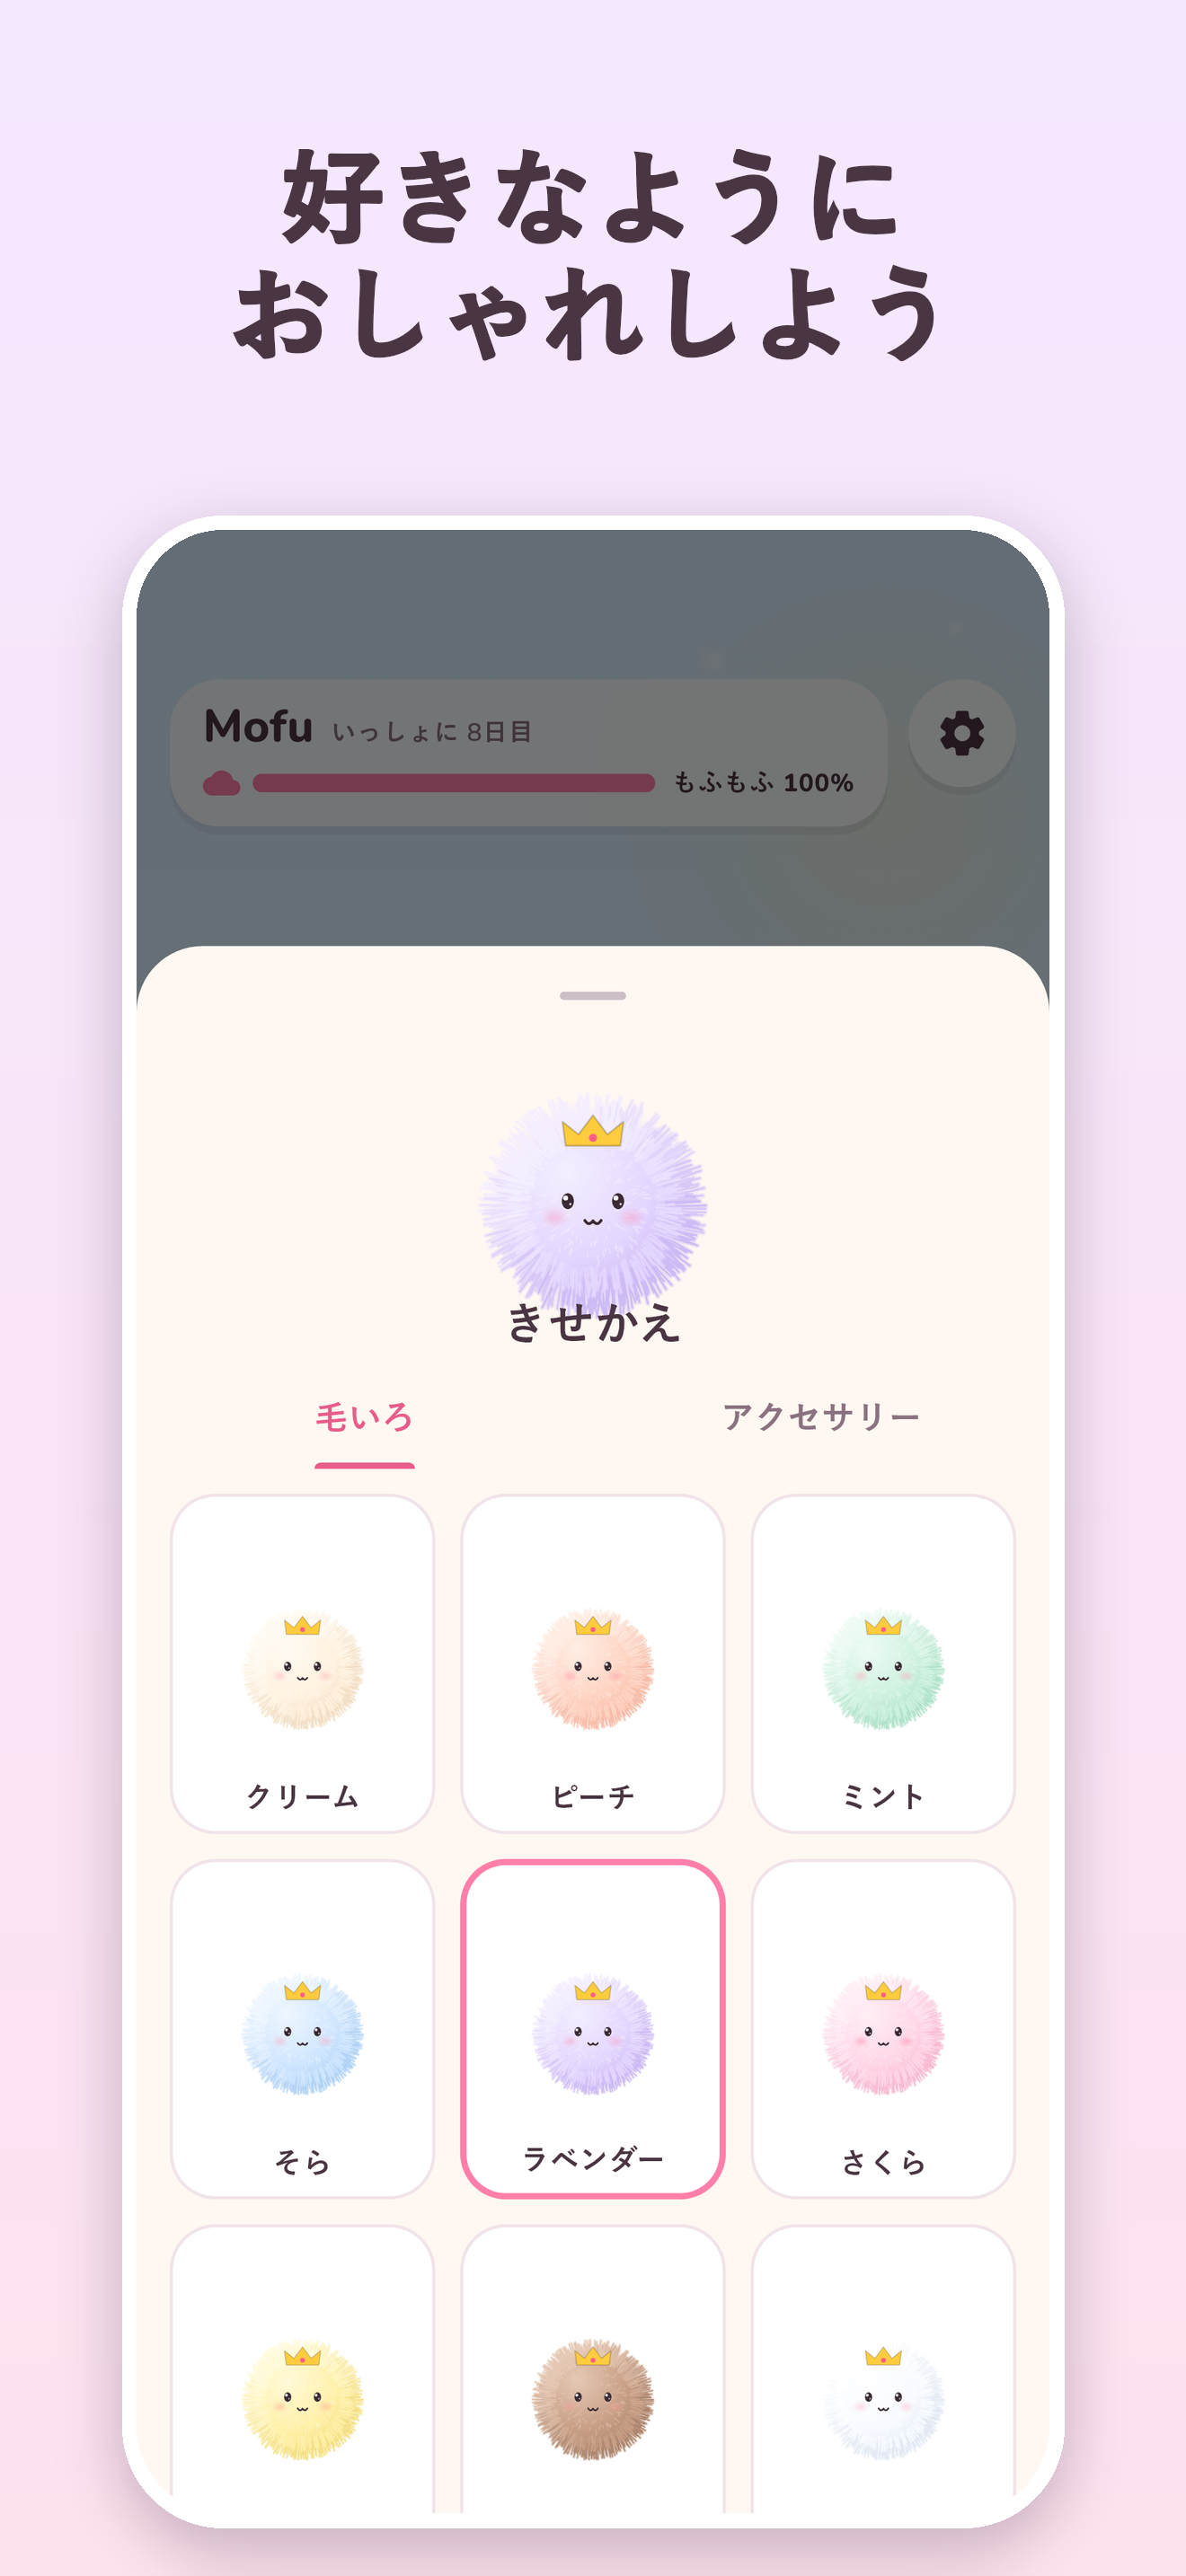 好きなように
おしゃれしよう
Mofu いっしょに 8日目
もふもふ 100%
きせかえ
毛いろ アクセサリー
クリーム ピーチ ミント
そら ラベンダー さくら